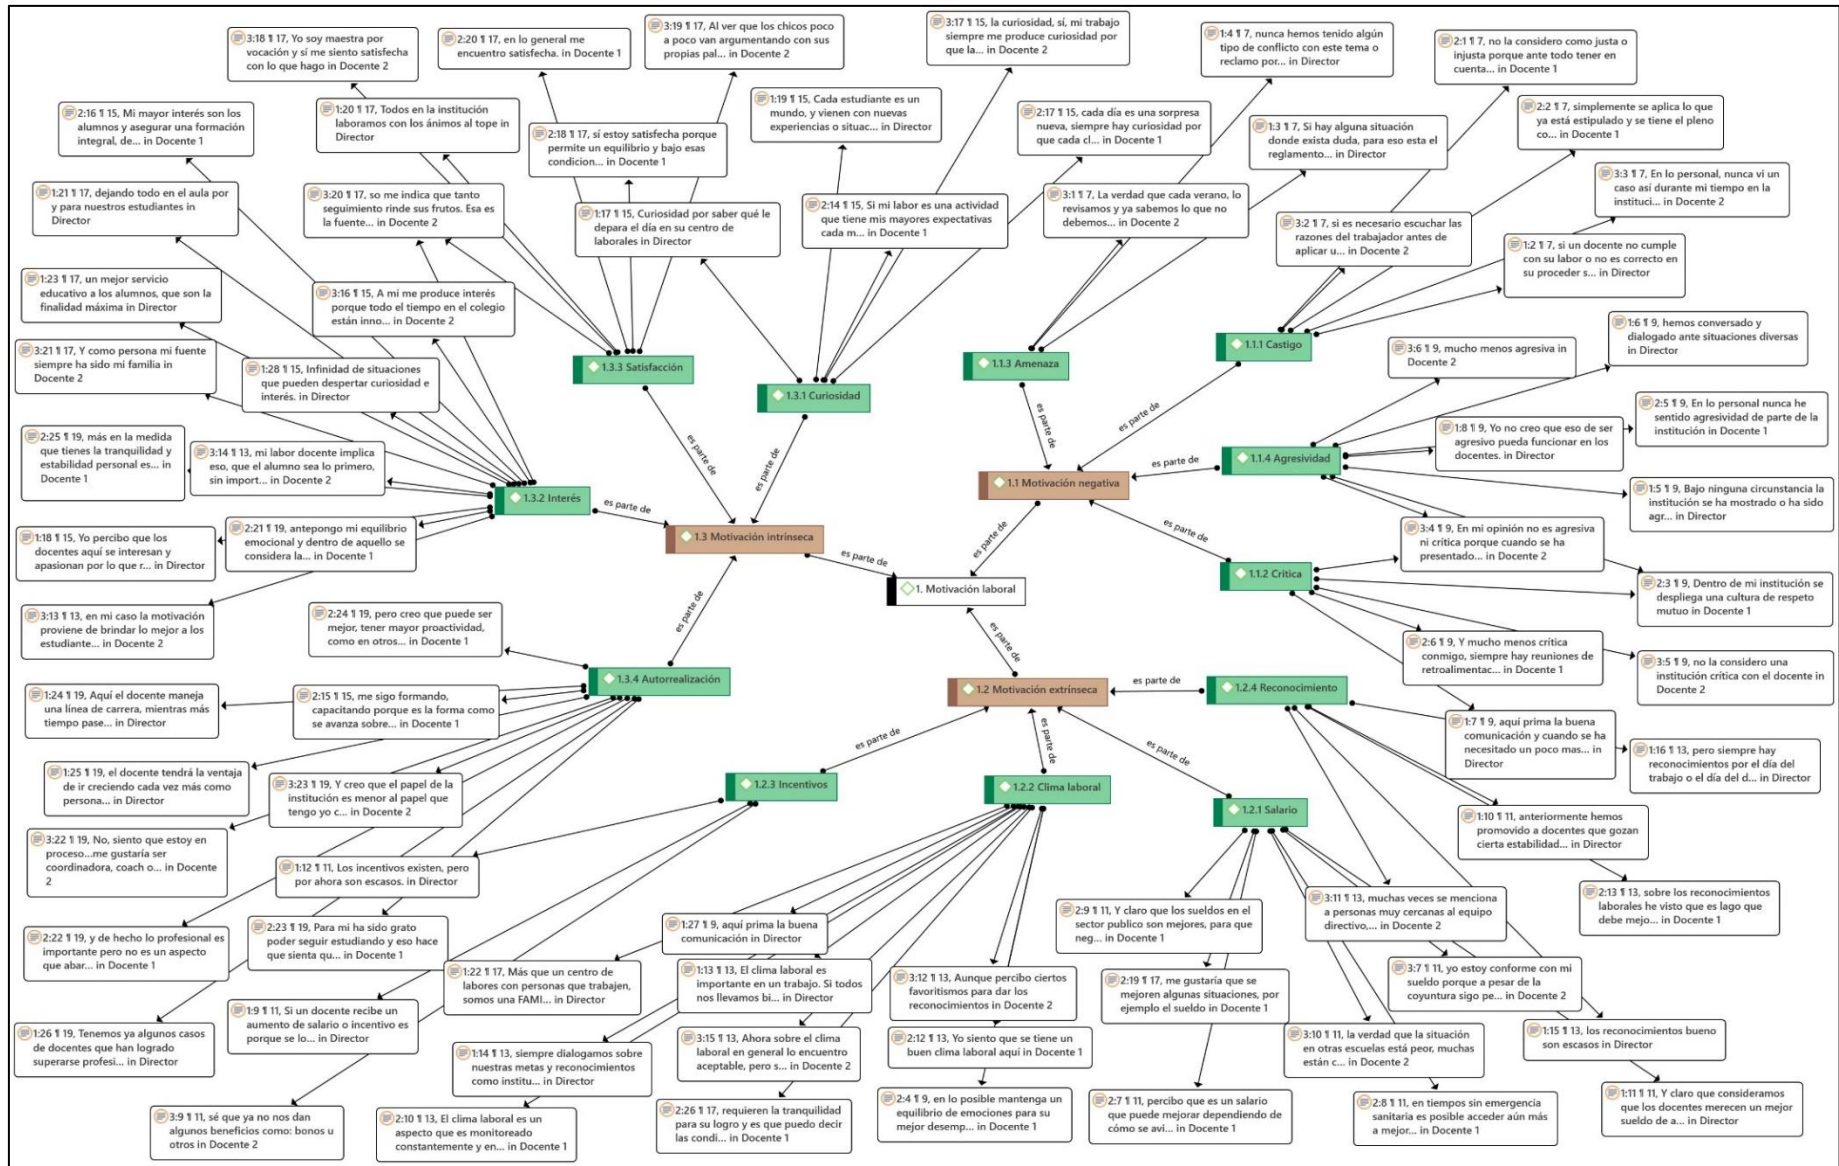 3:18 ¶ 17, Yo soy maestra por
vocación y sí me siento satisfecha
con lo que hago in Docente 2
2:20 ¶ 17, en lo general me
encuentro satisfecha. in Docente 1
3:19 ¶ 17, Al ver que los chicos poco
a poco van argumentando con sus
propias pal... in Docente 2
3:17 ¶ 15, la curiosidad, sí, mi trabajo
siempre me produce curiosidad por
que la... in Docente 2
1:4 ¶ 7, nunca hemos tenido algún
tipo de conflicto con este tema o
reclamo por... in Director
2:1 ¶ 7, no la considero como justa o
injusta porque ante todo tener en
cuenta... in Docente 1
2:16 ¶ 15, Mi mayor interés son los
alumnos y asegurar una formación
integral, de... in Docente 1
1:20 ¶ 17, Todos en la institución
laboramos con los ánimos al tope in
Director
2:18 ¶ 17, sí estoy satisfecha porque
permite un equilibrio y bajo esas
condicion... in Docente 1
1:19 ¶ 15, Cada estudiante es un
mundo, y vienen con nuevas
experiencias o situac... in Director
2:17 ¶ 15, cada día es una sorpresa
nueva, siempre hay curiosidad por
que cada cl... in Docente 1
1:3 ¶ 7, Si hay alguna situación
donde exista duda, para eso esta el
reglamento... in Director
2:2 ¶ 7, simplemente se aplica lo que
ya está estipulado y se tiene el pleno
co... in Docente 1
1:21 ¶ 17, dejando todo en el aula por
y para nuestros estudiantes in
Director
3:20 ¶ 17, so me indica que tanto
seguimiento rinde sus frutos. Esa es
la fuente... in Docente 2
1:17 ¶ 15, Curiosidad por saber qué le
depara el día en su centro de
laborales in Director
2:14 ¶ 15, Si mi labor es una actividad
que tiene mis mayores expectativas
cada m... in Docente 1
3:1 ¶ 7, La verdad que cada verano, lo
revisamos y ya sabemos lo que no
debemos... in Docente 2
3:2 ¶ 7, si es necesario escuchar las
razones del trabajador antes de
aplicar u... in Docente 2
3:3 ¶ 7, En lo personal, nunca vi un
caso así durante mi tiempo en la
instituci... in Docente 2
1:2 ¶ 7, si un docente no cumple
con su labor o no es correcto en
su proceder s... in Director
1:23 ¶ 17, un mejor servicio
educativo a los alumnos, que son la
finalidad máxima in Director
3:16 ¶ 15, A mí me produce interés
porque todo el tiempo en el colegio
están inno... in Docente 2
3:21 ¶ 17, Y como persona mi fuente
siempre ha sido mi familia in
Docente 2
1:28 ¶ 15, Infinidad de situaciones
que pueden despertar curiosidad e
interés. in Director
1.3.3 Satisfacción
1.3.1 Curiosidad
1.1.3 Amenaza
1.1.1 Castigo
3:6 ¶ 9, mucho menos agresiva in
Docente 2
1:6 ¶ 9, hemos conversado y
dialogado ante situaciones diversas
in Director
2:25 ¶ 19, más en la medida
que tienes la tranquilidad y
estabilidad personal es... in
Docente 1
3:14 ¶ 13, mi labor docente implica
eso, que el alumno sea lo primero,
sin import... in Docente 2
es parte de
es parte de
es parte de
es parte de
1:8 ¶ 9, Yo no creo que eso de ser
agresivo pueda funcionar en los
docentes. in Director
2:5 ¶ 9, En lo personal nunca he
sentido agresividad de parte de la
institución in Docente 1
1.3.2 Interés
es parte de
1.1 Motivación negativa
es parte de
1.1.4 Agresividad
1:5 ¶ 9, Bajo ninguna circunstancia la
institución se ha mostrado o ha sido
agr... in Director
1:18 ¶ 15, Yo percibo que los
docentes aquí se interesan y
apasionan por lo que r... in Director
2:21 ¶ 19, antepongo mi equilibrio
emocional y dentro de aquello se
considera la... in Docente 1
1.3 Motivación intrínseca
es parte de
es parte de
es parte de
3:4 ¶ 9, En mi opinión no es agresiva
ni crítica porque cuando se ha
presentado... in Docente 2
1.1.2 Critica
2:3 ¶ 9, Dentro de mi institución se
despliega una cultura de respeto
mutuo in Docente 1
1. Motivación laboral
3:13 ¶ 13, en mi caso la motivación
proviene de brindar lo mejor a los
estudiante... in Docente 2
2:24 ¶ 19, pero creo que puede ser
mejor, tener mayor proactividad,
como en otros... in Docente 1
es parte de
es parte de
2:6 ¶ 9, Y mucho menos crítica
conmigo, siempre hay reuniones de
retroalimentac... in Docente 1
3:5 ¶ 9, no la considero una
institución crítica con el docente in
Docente 2
1:24 ¶ 19, Aquí el docente maneja
una línea de carrera, mientras más
tiempo pase... in Director
2:15 ¶ 15, me sigo formando,
capacitando porque es la forma como
se avanza sobre... in Docente 1
1.3.4 Autorrealización
1.2 Motivación extrínseca
es parte de
1.2.4 Reconocimiento
1:7 ¶ 9, aquí prima la buena
comunicación y cuando se ha
necesitado un poco mas... in
Director
1:16 ¶ 13, pero siempre hay
reconocimientos por el día del
trabajo o el día del d... in Director
1:25 ¶ 19, el docente tendrá la ventaja
de ir creciendo cada vez más como
persona... in Director
3:23 ¶ 19, Y creo que el papel de la
institución es menor al papel que
tengo yo c... in Docente 2
es parte de
es parte de
es parte de
1.2.3 Incentivos
1.2.2 Clima laboral
1.2.1 Salario
1:10 ¶ 11, anteriormente hemos
promovido a docentes que gozan
cierta estabilidad... in Director
3:22 ¶ 19, No, siento que estoy en
proceso...me gustaría ser
coordinadora, coach o... in Docente
2
1:12 ¶ 11, Los incentivos existen, pero
por ahora son escasos. in Director
2:13 ¶ 13, sobre los reconocimientos
laborales he visto que es lago que
debe mejo... in Docente 1
3:11 ¶ 13, muchas veces se menciona
a personas muy cercanas al equipo
directivo,... in Docente 2
2:9 ¶ 11, Y claro que los sueldos en el
sector publico son mejores, para que
neg... in Docente 1
1:27 ¶ 9, aquí prima la buena
comunicación in Director
2:23 ¶ 19, Para mi ha sido grato
poder seguir estudiando y eso hace
que sienta qu... in Docente 1
2:22 ¶ 19, y de hecho lo profesional es
importante pero no es un aspecto
que abar... in Docente 1
1:22 ¶ 17, Más que un centro de
labores con personas que trabajen,
somos una FAMI... in Director
1:13 ¶ 13, El clima laboral es
importante en un trabajo. Si todos
nos llevamos bi... in Director
3:12 ¶ 13, Aunque percibo ciertos
favoritismos para dar los
reconocimientos in Docente 2
2:19 ¶ 17, me gustaría que se
mejoren algunas situaciones, por
ejemplo el sueldo in Docente 1
3:7 ¶ 11, yo estoy conforme con mi
sueldo porque a pesar de la
coyuntura sigo pe... in Docente 2
1:9 ¶ 11, Si un docente recibe un
aumento de salario o incentivo es
porque se lo... in Director
1:26 ¶ 19, Tenemos ya algunos casos
de docentes que han logrado
superarse profesi... in Director
1:14 ¶ 13, siempre dialogamos sobre
nuestras metas y reconocimientos
como institu... in Director
3:15 ¶ 13, Ahora sobre el clima
laboral en general lo encuentro
aceptable, pero s... in Docente 2
2:12 ¶ 13, Yo siento que se tiene un
buen clima laboral aquí in Docente 1
3:10 ¶ 11, la verdad que la situación
en otras escuelas está peor, muchas
están c... in Docente 2
1:15 ¶ 13, los reconocimientos bueno
son escasos in Director
3:9 ¶ 11, sé que ya no nos dan
algunos beneficios como: bonos u
otros in Docente 2
2:10 ¶ 13, El clima laboral es un
aspecto que es monitoreado
constantemente y en... in Docente 1
2:26 ¶ 17, requieren la tranquilidad
para su logro y es que puedo decir
las condi... in Docente 1
2:4 ¶ 9, en lo posible mantenga un
equilibrio de emociones para su
mejor desemp... in Docente 1
2:7 ¶ 11, percibo que es un salario
que puede mejorar dependiendo de
cómo se avi... in Docente 1
2:8 ¶ 11, en tiempos sin emergencia
sanitaria es posible acceder aún más
a mejor... in Docente 1
1:11 ¶ 11, Y claro que consideramos
que los docentes merecen un mejor
sueldo de a... in Director